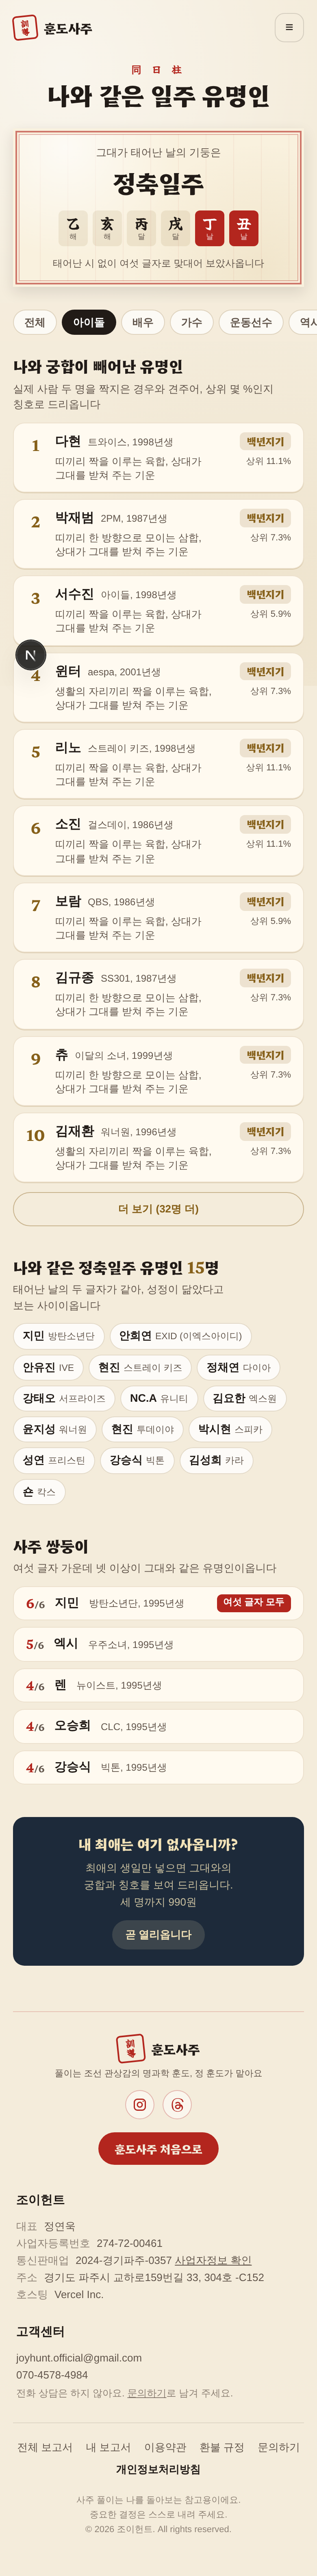 訓導
훈도사주
≡
同 日 柱
나와 같은 일주 유명인
그대가 태어난 날의 기둥은
정축일주
乙 亥 丙 戌 丁 丑
해 해 달 달 날 날
태어난 시 없이 여섯 글자로 맞대어 보았사옵니다
전체 아이돌 배우 가수 운동선수 역사
나와 궁합이 빼어난 유명인
실제 사람 두 명을 짝지은 경우와 견주어, 상위 몇 %인지
칭호로 드리옵니다
1 다현 트와이스, 1998년생 백년지기
띠끼리 짝을 이루는 육합, 상대가 상위 11.1%
그대를 받쳐 주는 기운
2 박재범 2PM, 1987년생 백년지기
띠끼리 한 방향으로 모이는 삼합, 상위 7.3%
상대가 그대를 받쳐 주는 기운
3 서수진 아이들, 1998년생 백년지기
띠끼리 짝을 이루는 육합, 상대가 상위 5.9%
그대를 받쳐 주는 기운
N
4 윈터 aespa, 2001년생 백년지기
생활의 자리끼리 짝을 이루는 육합, 상위 7.3%
상대가 그대를 받쳐 주는 기운
5 리노 스트레이 키즈, 1998년생 백년지기
띠끼리 짝을 이루는 육합, 상대가 상위 11.1%
그대를 받쳐 주는 기운
6 소진 걸스데이, 1986년생 백년지기
띠끼리 짝을 이루는 육합, 상대가 상위 11.1%
그대를 받쳐 주는 기운
7 보람 QBS, 1986년생 백년지기
띠끼리 짝을 이루는 육합, 상대가 상위 5.9%
그대를 받쳐 주는 기운
8 김규종 SS301, 1987년생 백년지기
띠끼리 한 방향으로 모이는 삼합, 상위 7.3%
상대가 그대를 받쳐 주는 기운
9 츄 이달의 소녀, 1999년생 백년지기
띠끼리 한 방향으로 모이는 삼합, 상위 7.3%
상대가 그대를 받쳐 주는 기운
10 김재환 워너원, 1996년생 백년지기
생활의 자리끼리 짝을 이루는 육합, 상위 7.3%
상대가 그대를 받쳐 주는 기운
더 보기 (32명 더)
나와 같은 정축일주 유명인 15명
태어난 날의 두 글자가 같아, 성정이 닮았다고
보는 사이이옵니다
지민 방탄소년단 안희연 EXID (이엑스아이디)
안유진 IVE 현진 스트레이 키즈 정채연 다이아
강태오 서프라이즈 NC.A 유니티 김요한 엑스원
윤지성 워너원 현진 투데이야 박시현 스피카
성연 프리스틴 강승식 빅톤 김성희 카라
숀 칵스
사주 쌍둥이
여섯 글자 가운데 넷 이상이 그대와 같은 유명인이옵니다
6/6 지민 방탄소년단, 1995년생 여섯 글자 모두
5/6 엑시 우주소녀, 1995년생
4/6 렌 뉴이스트, 1995년생
4/6 오승희 CLC, 1995년생
4/6 강승식 빅톤, 1995년생
내 최애는 여기 없사옵니까?
최애의 생일만 넣으면 그대와의
궁합과 칭호를 보여 드리옵니다.
세 명까지 990원
곧 열리옵니다
訓導
훈도사주
풀이는 조선 관상감의 명과학 훈도, 정 훈도가 맡아요
훈도사주 처음으로
조이헌트
대표 정연욱
사업자등록번호 274-72-00461
통신판매업 2024-경기파주-0357 사업자정보 확인
주소 경기도 파주시 교하로159번길 33, 304호 -C152
호스팅 Vercel Inc.
고객센터
joyhunt.official@gmail.com
070-4578-4984
전화 상담은 하지 않아요. 문의하기로 남겨 주세요.
전체 보고서 내 보고서 이용약관 환불 규정 문의하기
개인정보처리방침
사주 풀이는 나를 돌아보는 참고용이에요.
중요한 결정은 스스로 내려 주세요.
© 2026 조이헌트. All rights reserved.